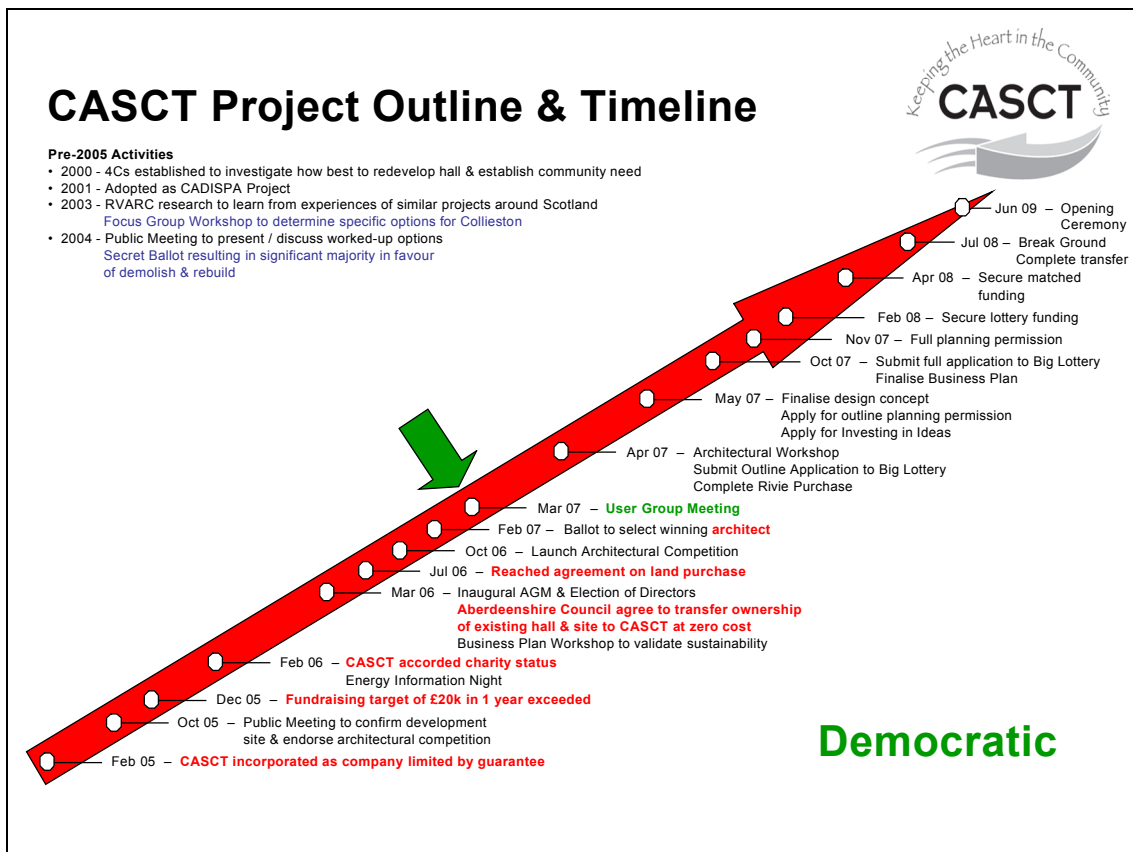 Keeping the Heart in the Community
CASCT
CASCT Project Outline & Timeline
Pre-2005 Activities
• 2000 - 4Cs established to investigate how best to redevelop hall & establish community need
• 2001 - Adopted as CADISPA Project
• 2003 - RVARC research to learn from experiences of similar projects around Scotland
Focus Group Workshop to determine specific options for Collieston
• 2004 - Public Meeting to present / discuss worked-up options
Secret Ballot resulting in significant majority in favour
of demolish & rebuild
Jun 09 – Opening
Ceremony
Jul 08 – Break Ground
Complete transfer
Apr 08 – Secure matched
funding
Feb 08 – Secure lottery funding
Nov 07 – Full planning permission
Oct 07 – Submit full application to Big Lottery
Finalise Business Plan
May 07 – Finalise design concept
Apply for outline planning permission
Apply for Investing in Ideas
Apr 07 – Architectural Workshop
Submit Outline Application to Big Lottery
Complete Rivie Purchase
Mar 07 – User Group Meeting
Feb 07 – Ballot to select winning architect
Oct 06 – Launch Architectural Competition
Jul 06 – Reached agreement on land purchase
Mar 06 – Inaugural AGM & Election of Directors
Aberdeenshire Council agree to transfer ownership
of existing hall & site to CASCT at zero cost
Business Plan Workshop to validate sustainability
Feb 06 – CASCT accorded charity status
Energy Information Night
Dec 05 – Fundraising target of £20k in 1 year exceeded
Oct 05 – Public Meeting to confirm development
site & endorse architectural competition
Feb 05 – CASCT incorporated as company limited by guarantee
Democratic